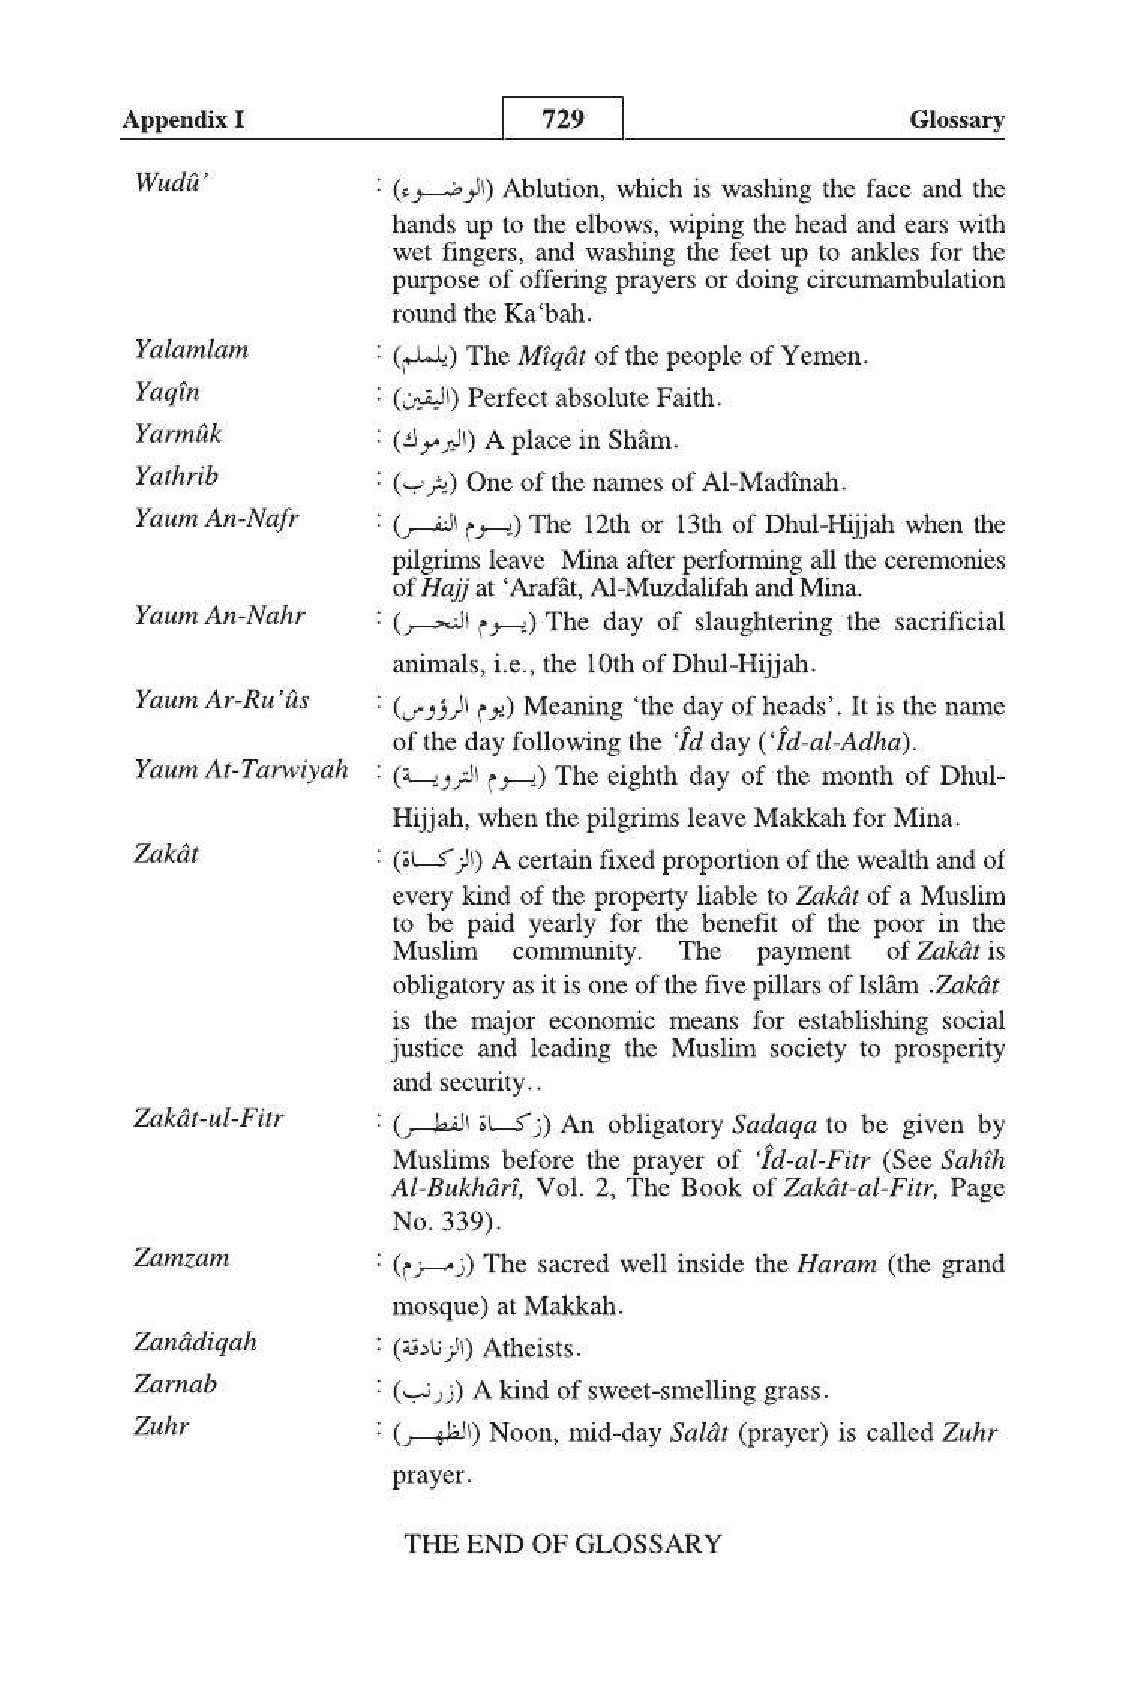 Appendix I 729 Glossary
Wudû’ : (الوضـــوء) Ablution, which is washing the face and the
hands up to the elbows, wiping the head and ears with
wet fingers, and washing the feet up to ankles for the
purpose of offering prayers or doing circumambulation
round the Ka‘bah.
Yalamlam : (يلملم) The Mîqât of the people of Yemen.
Yaqîn : (اليقين) Perfect absolute Faith.
Yarmûk : (اليرموك) A place in Shâm.
Yathrib : (يثرب) One of the names of Al-Madînah.
Yaum An-Nafr : (يـــوم النفـــر) The 12th or 13th of Dhul-Hijjah when the
pilgrims leave Mina after performing all the ceremonies
of Hajj at ‘Arafât, Al-Muzdalifah and Mina.
Yaum An-Nahr : (يـــوم النحـــر) The day of slaughtering the sacrificial
animals, i.e., the 10th of Dhul-Hijjah.
Yaum Ar-Ru’ûs : (يوم الرؤوس) Meaning ‘the day of heads’. It is the name
of the day following the ‘Îd day (‘Îd-al-Adha).
Yaum At-Tarwiyah : (يـــوم الترويـــة) The eighth day of the month of Dhul-
Hijjah, when the pilgrims leave Makkah for Mina.
Zakât : (الزكـــاة) A certain fixed proportion of the wealth and of
every kind of the property liable to Zakât of a Muslim
to be paid yearly for the benefit of the poor in the
Muslim community. The payment of Zakât is
obligatory as it is one of the five pillars of Islâm .Zakât
is the major economic means for establishing social
justice and leading the Muslim society to prosperity
and security..
Zakât-ul-Fitr : (زكـــاة الفطـــر) An obligatory Sadaqa to be given by
Muslims before the prayer of ‘Îd-al-Fitr (See Sahîh
Al-Bukhârî, Vol. 2, The Book of Zakât-al-Fitr, Page
No. 339).
Zamzam : (زمـــزم) The sacred well inside the Haram (the grand
mosque) at Makkah.
Zanâdiqah : (الزنادقة) Atheists.
Zarnab : (زرنب) A kind of sweet-smelling grass.
Zuhr : (الظهـــر) Noon, mid-day Salât (prayer) is called Zuhr
prayer.
THE END OF GLOSSARY